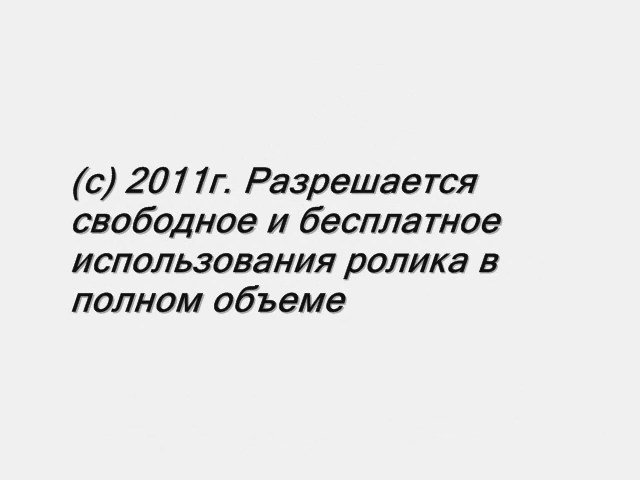 (с) 2011г. Разрешается
свободное и бесплатное
использования ролика в
полном объеме